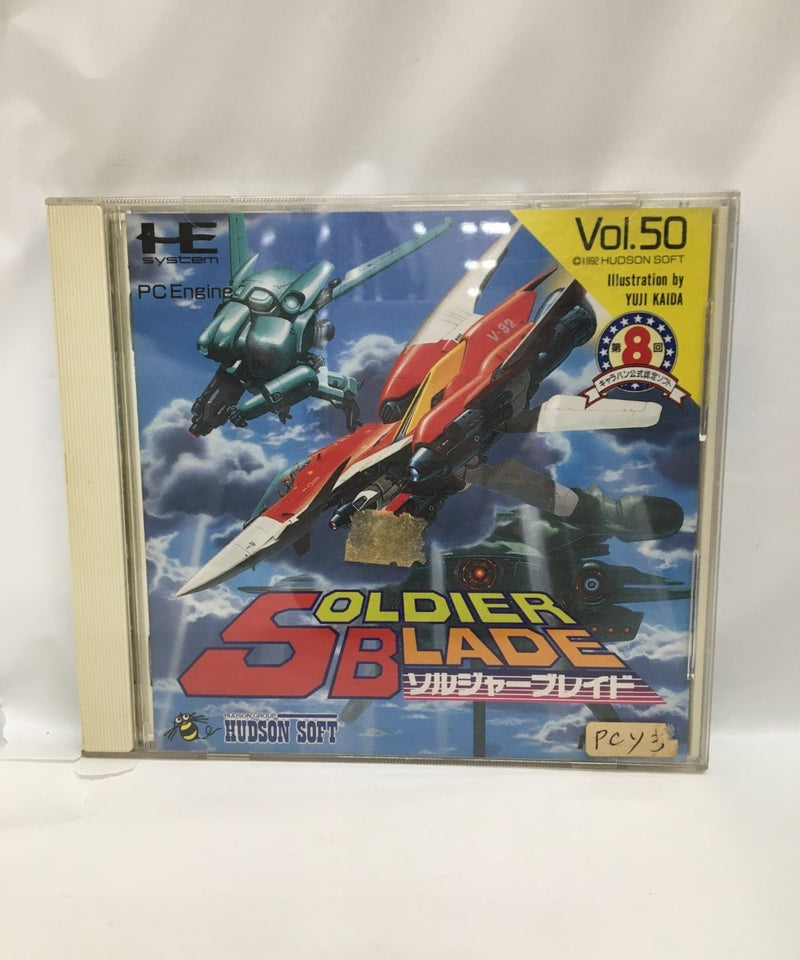 HE
system
PC Engine
Vol.50
©1992 HUDSON SOFT
Illustration by
YUJI KAIDA
第8回
キャラバン公式認定ソフト
V-92
SOLDIER
BLADE
ソルジャーブレイド
HUDSON GROUP
HUDSON SOFT™